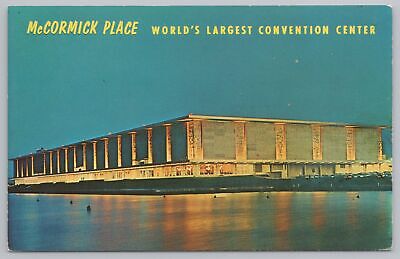 McCORMICK PLACE WORLD'S LARGEST CONVENTION CENTER